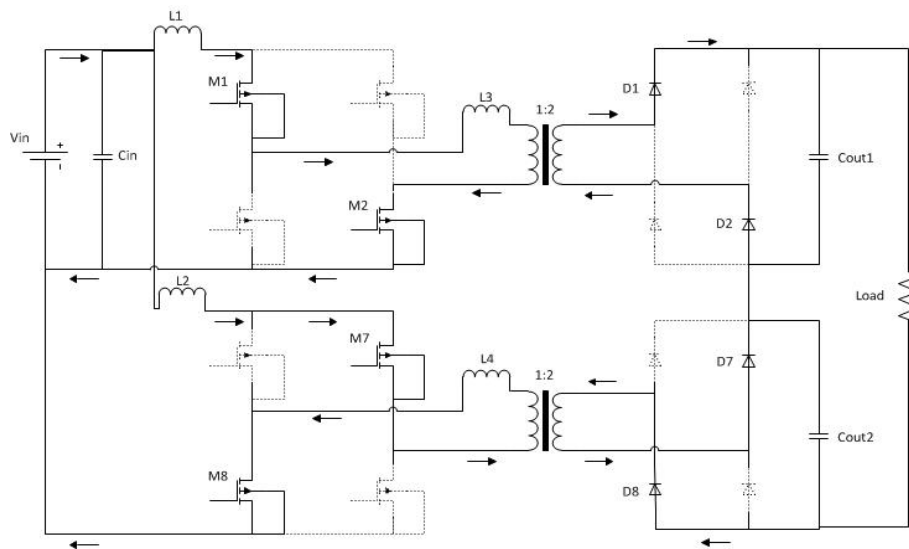 L1
M1
L3
1:2
D1
Vin
+
-
Cin
Cout1
M2
D2
L2
Load
M7
L4
1:2
D7
Cout2
M8
D8